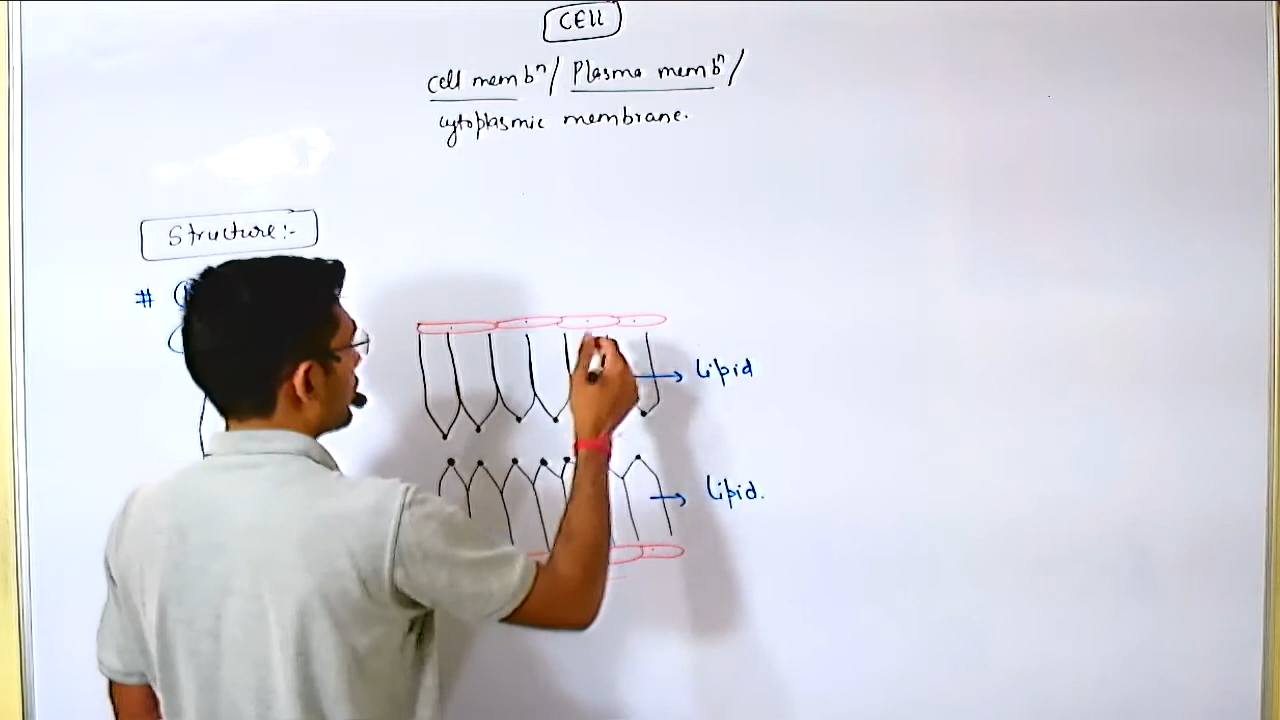 CELL
Cell membⁿ/ Plasma membⁿ/
cytoplasmic membrane.
Structure:-
#
Lipid
Lipid.